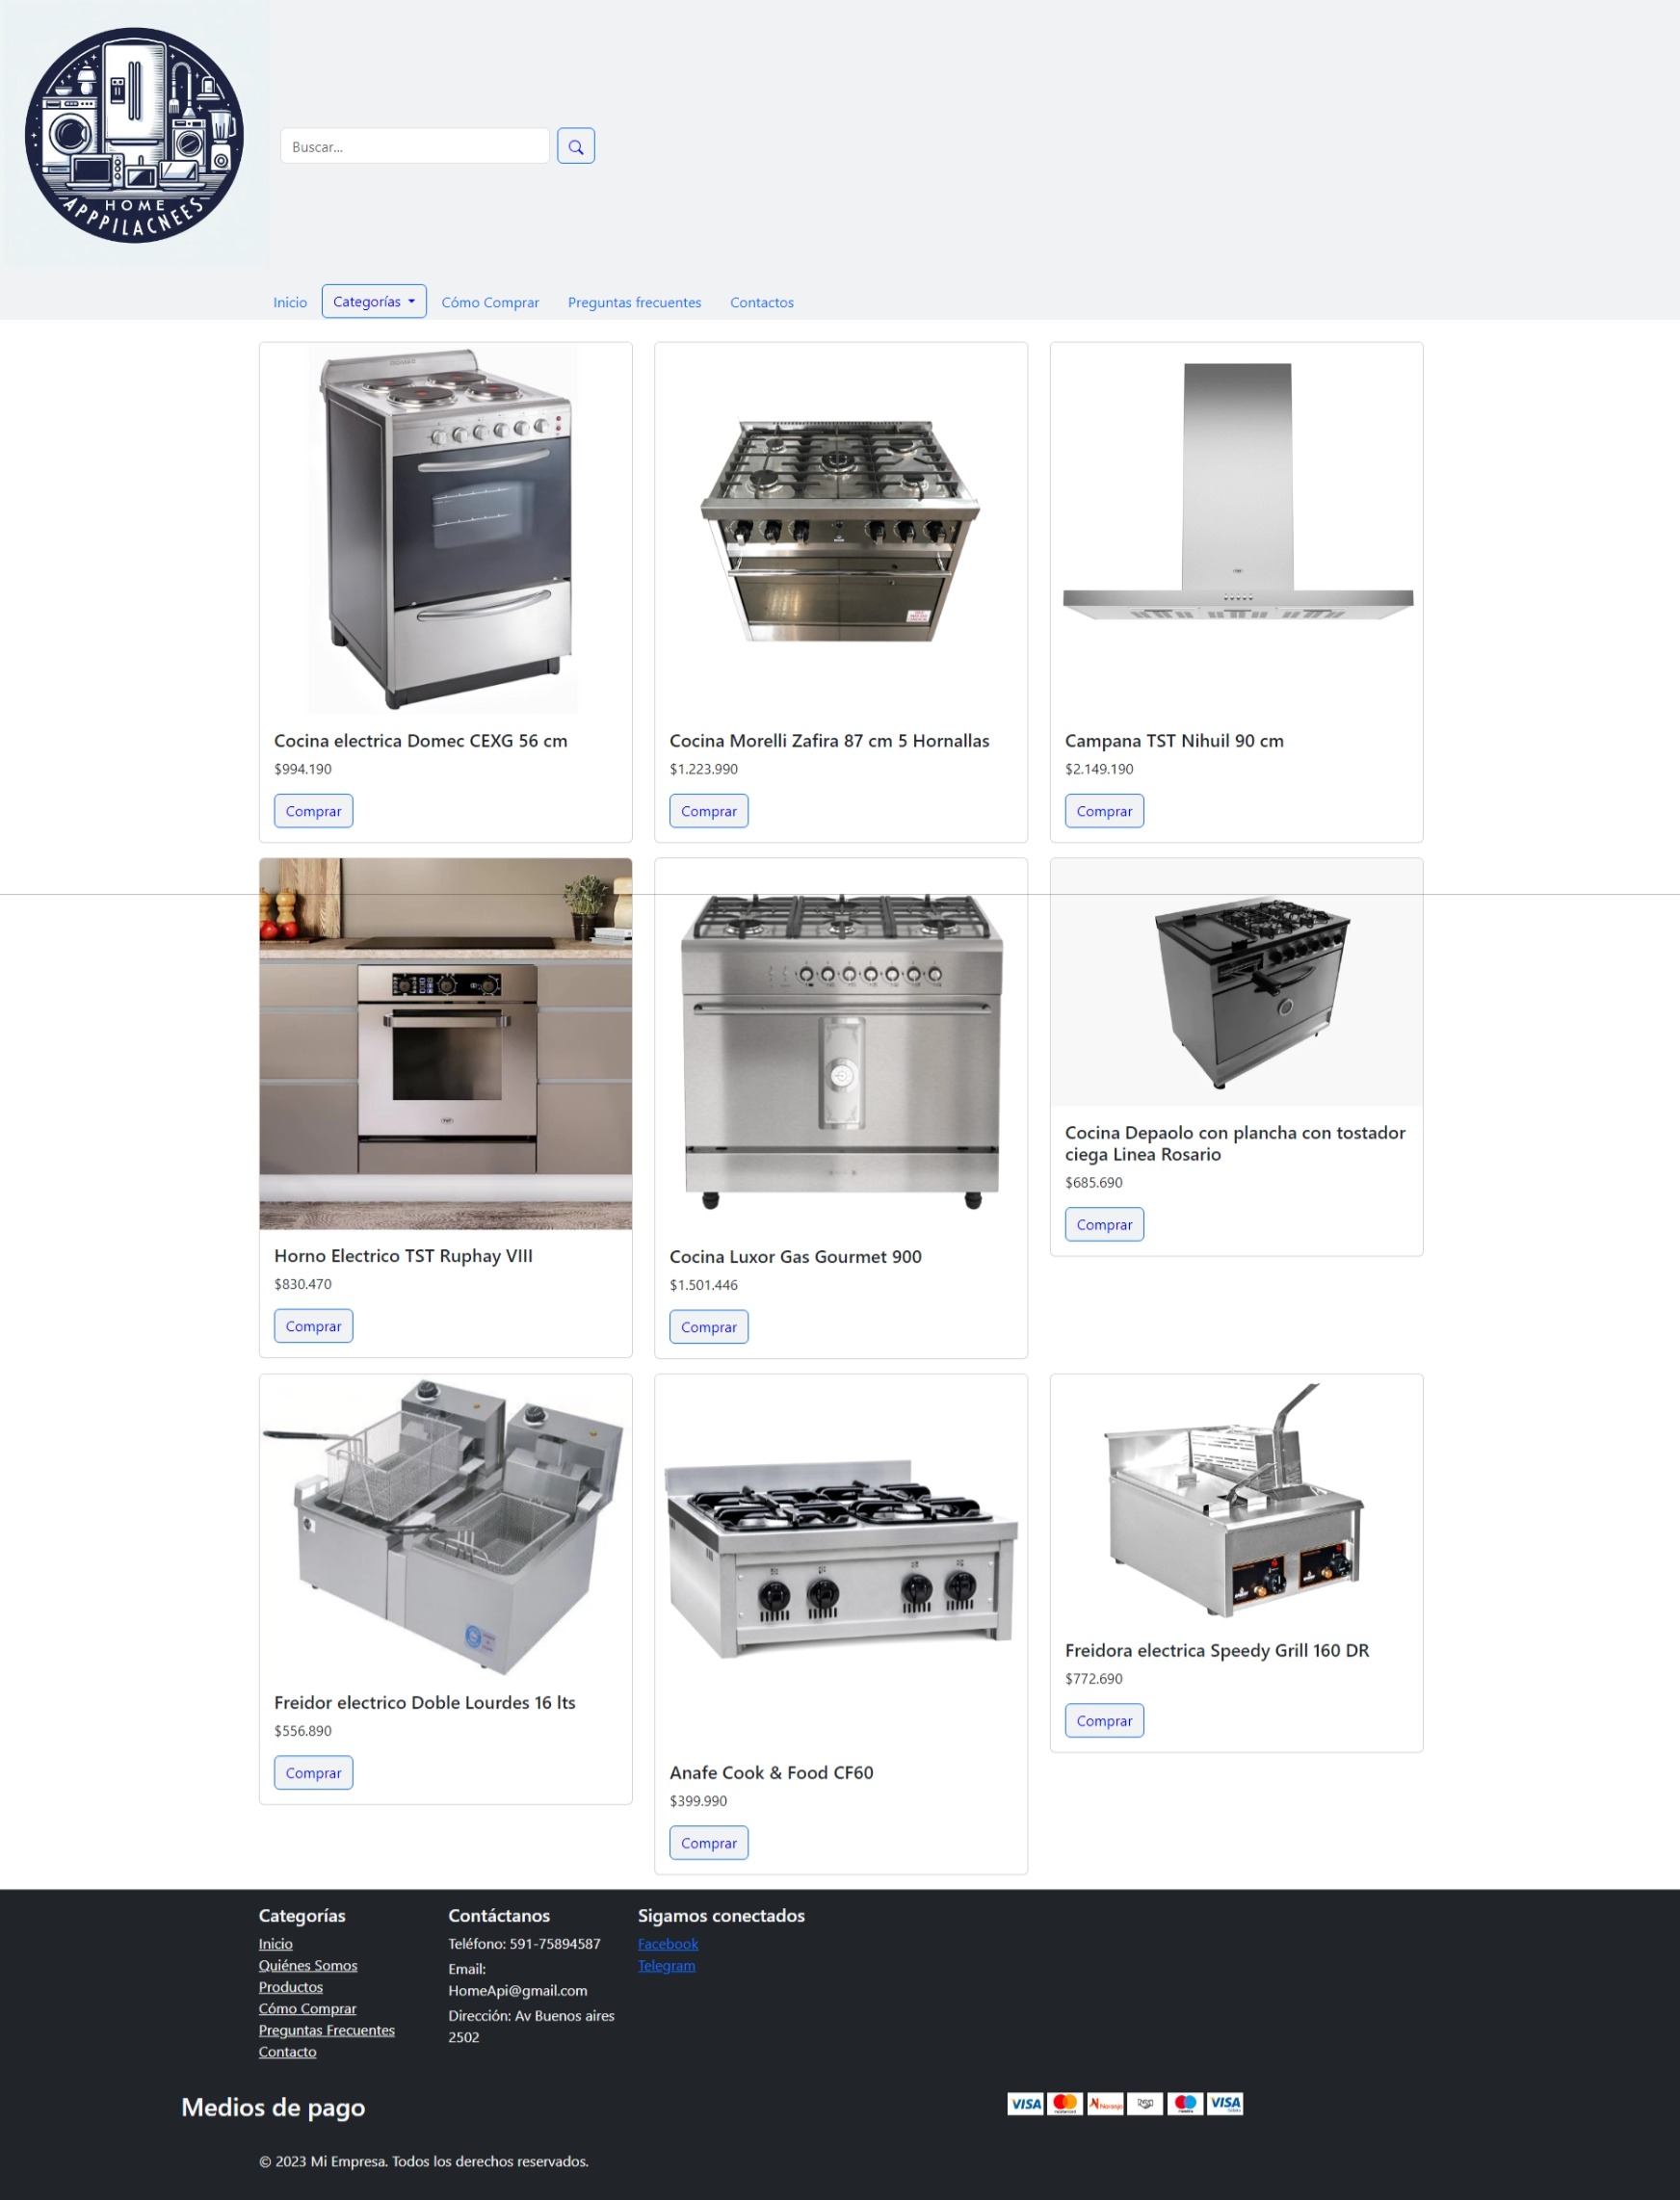 HOME
APPPILACNEES
Buscar...
Inicio
Categorías
Cómo Comprar
Preguntas frecuentes
Contactos
Cocina electrica Domec CEXG 56 cm
$994.190
Comprar
Cocina Morelli Zafira 87 cm 5 Hornallas
$1.223.990
Comprar
Campana TST Nihuil 90 cm
$2.149.190
Comprar
Horno Electrico TST Ruphay VIII
$830.470
Comprar
Cocina Luxor Gas Gourmet 900
$1.501.446
Comprar
Cocina Depaolo con plancha con tostador
ciega Linea Rosario
$685.690
Comprar
Freidor electrico Doble Lourdes 16 lts
$556.890
Comprar
Anafe Cook & Food CF60
$399.990
Comprar
Freidora electrica Speedy Grill 160 DR
$772.690
Comprar
Categorías
Inicio
Quiénes Somos
Productos
Cómo Comprar
Preguntas Frecuentes
Contacto
Contáctanos
Teléfono: 591-75894587
Email:
HomeApi@gmail.com
Dirección: Av Buenos aires
2502
Sigamos conectados
Facebook
Telegram
Medios de pago
VISA
Naranja
VISA
© 2023 Mi Empresa. Todos los derechos reservados.